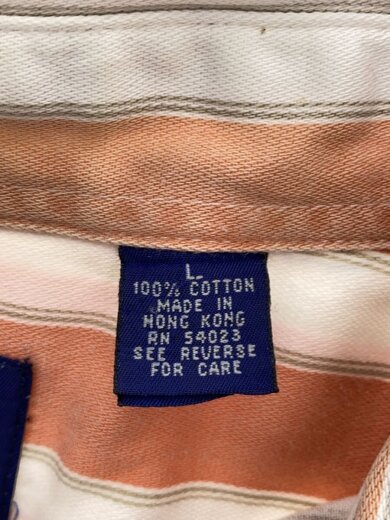 L.
100% COTTON
MADE IN
HONG KONG
RN 54023
SEE REVERSE
FOR CARE